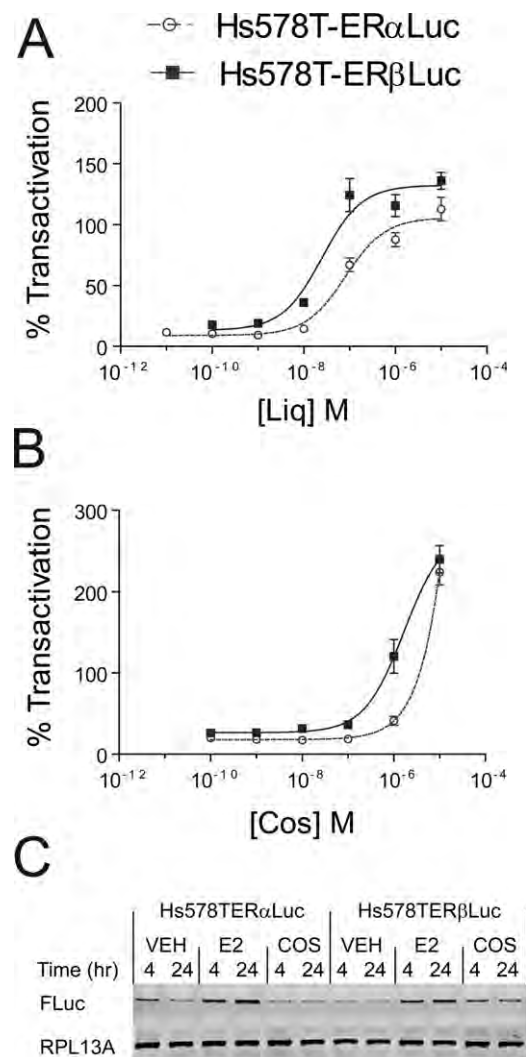 A
Hs578T-ERαLuc
Hs578T-ERβLuc
% Transactivation
200
150
100
50
0
10⁻¹² 10⁻¹⁰ 10⁻⁸ 10⁻⁶ 10⁻⁴
[Liq] M
B
% Transactivation
300
200
100
0
10⁻¹² 10⁻¹⁰ 10⁻⁸ 10⁻⁶ 10⁻⁴
[Cos] M
C
Hs578TERαLuc Hs578TERβLuc
VEH E2 COS VEH E2 COS
Time (hr) 4 24 4 24 4 24 4 24 4 24 4 24
FLuc
RPL13A